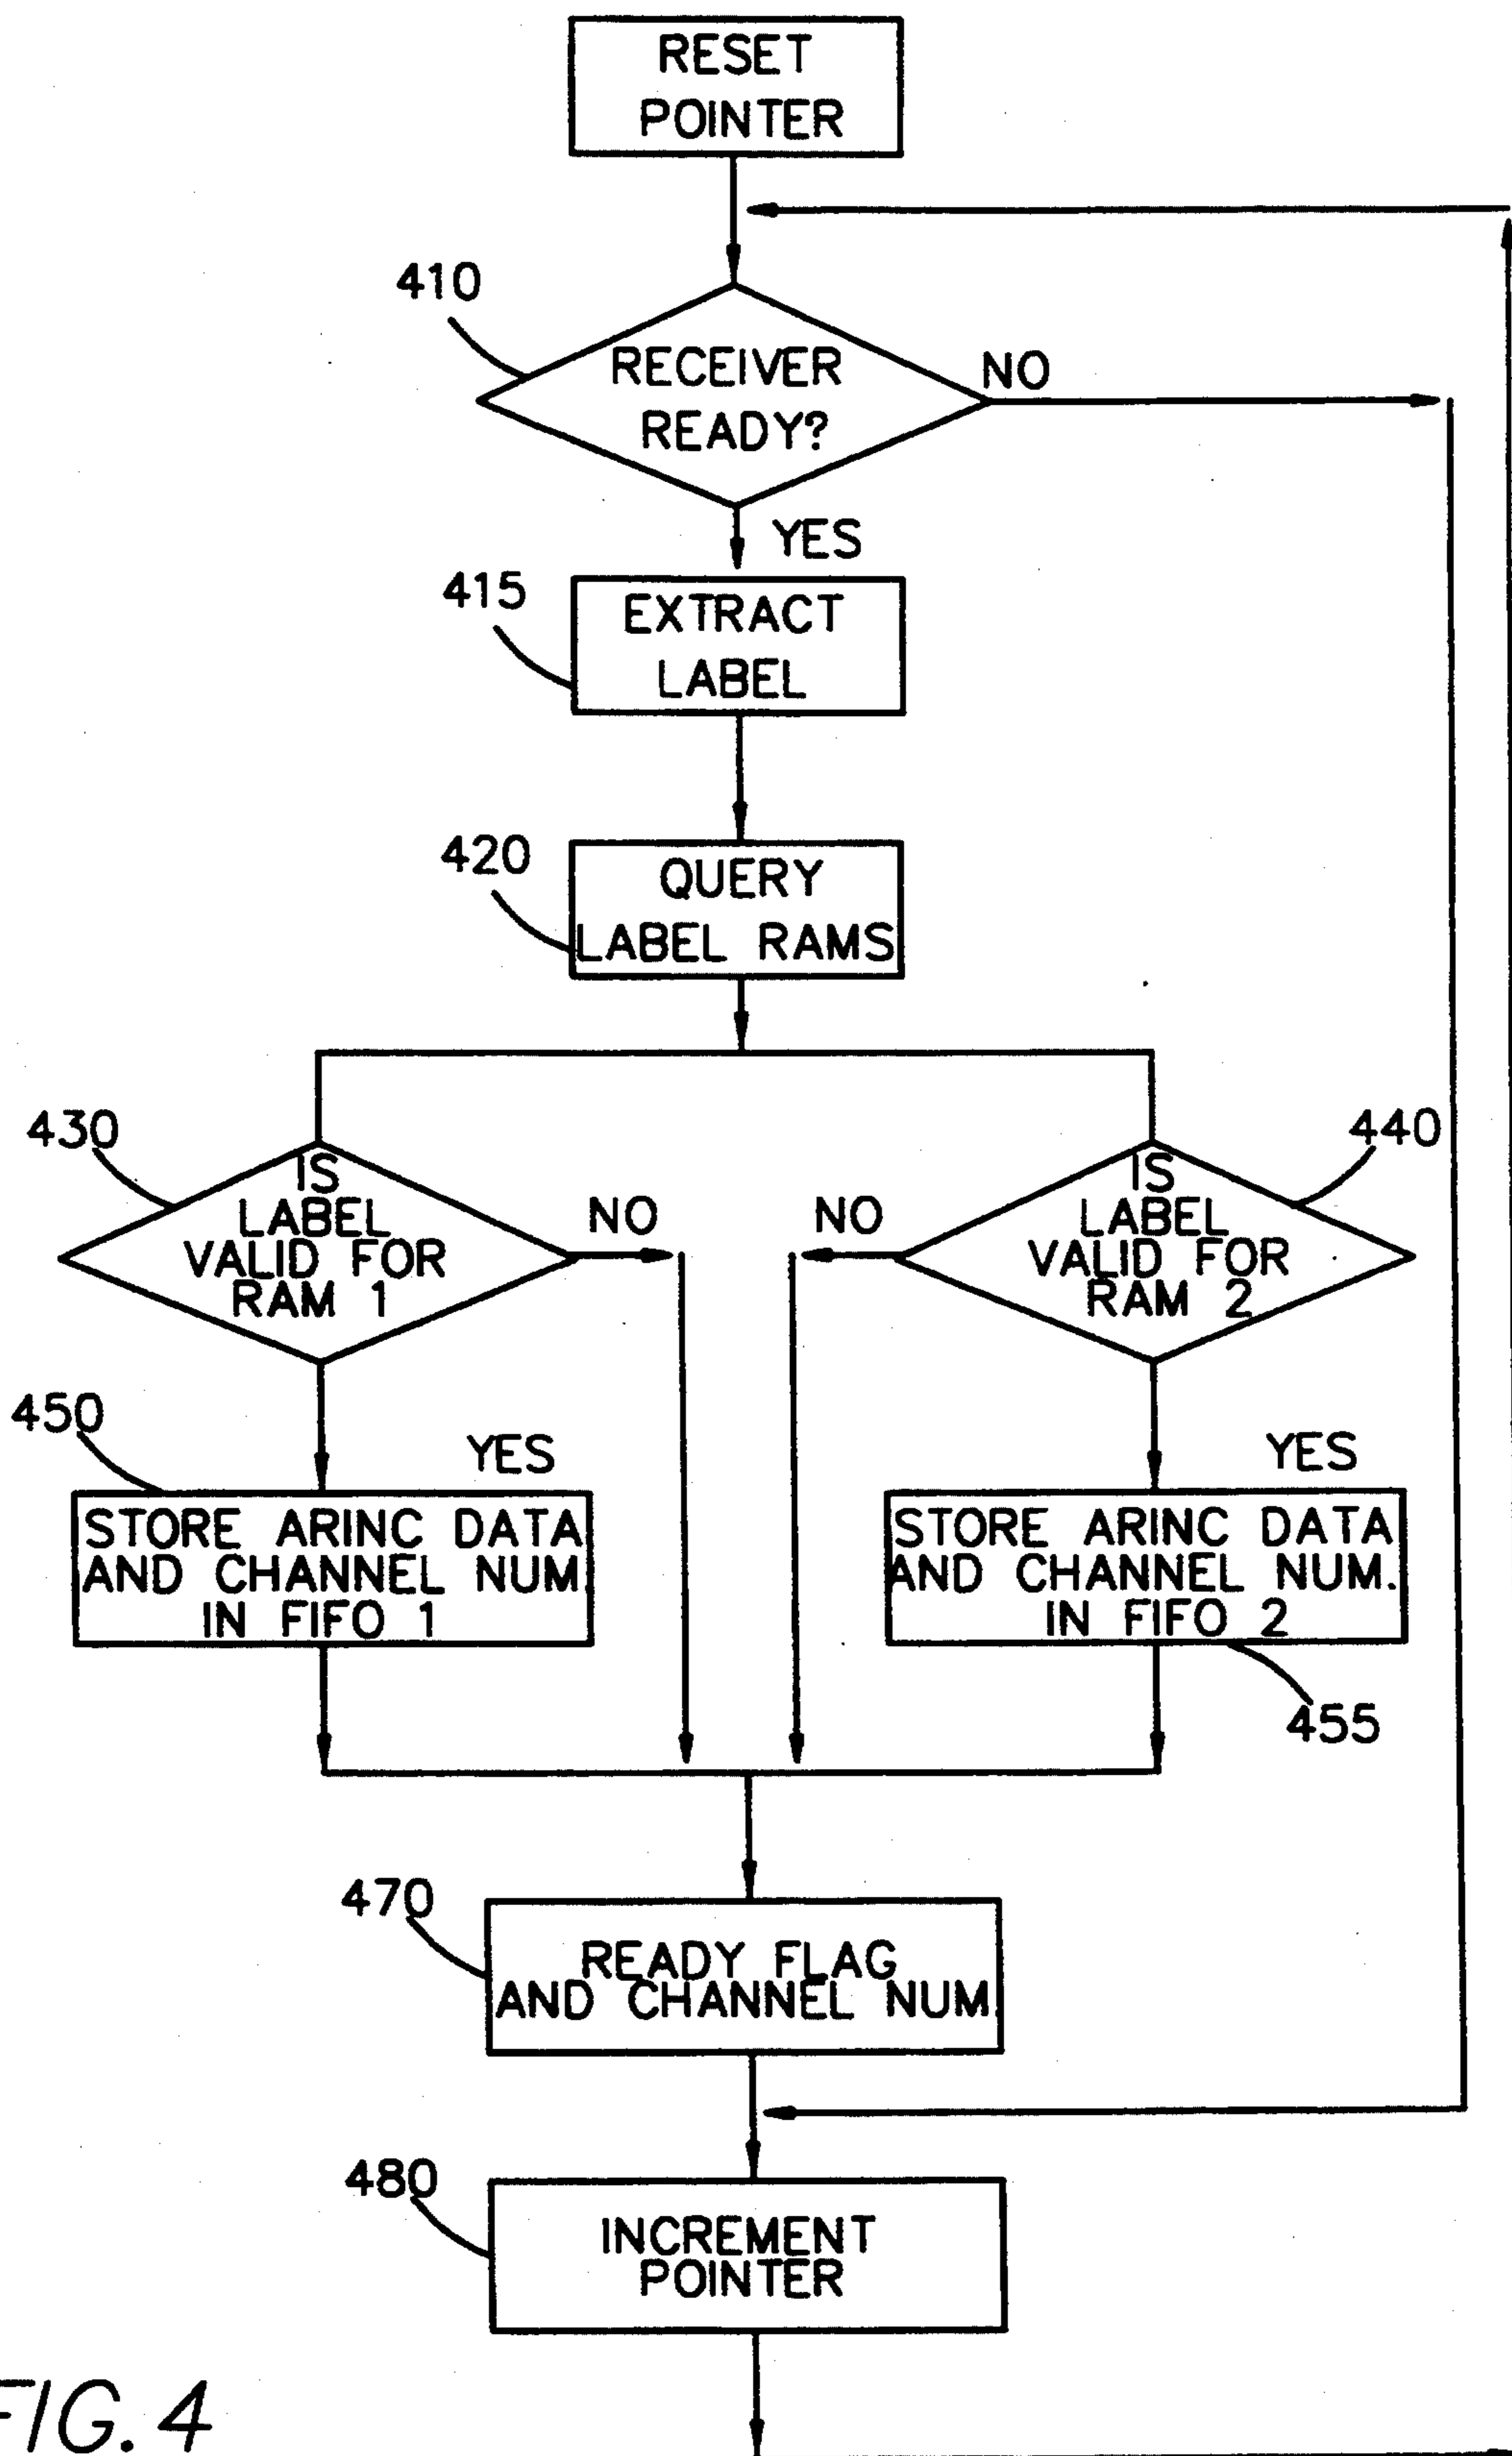 RESET
POINTER
410
RECEIVER
READY?
NO
YES
415
EXTRACT
LABEL
420
QUERY
LABEL RAMS
430
IS
LABEL
VALID FOR
RAM 1
NO
NO
440
IS
LABEL
VALID FOR
RAM 2
450
YES
STORE ARINC DATA
AND CHANNEL NUM.
IN FIFO 1
YES
STORE ARINC DATA
AND CHANNEL NUM.
IN FIFO 2
455
470
READY FLAG
AND CHANNEL NUM.
480
INCREMENT
POINTER
FIG. 4